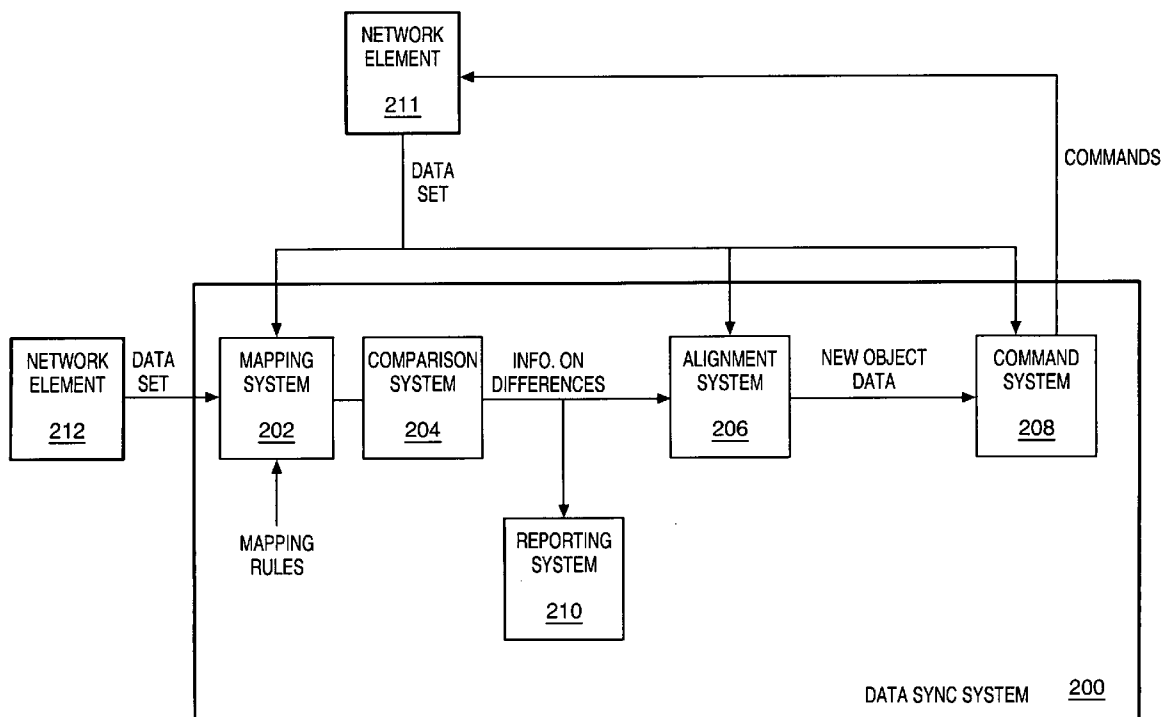 NETWORK
ELEMENT
211
DATA
SET
COMMANDS
NETWORK
ELEMENT
212
DATA
SET
MAPPING
SYSTEM
202
COMPARISON
SYSTEM
204
INFO. ON
DIFFERENCES
ALIGNMENT
SYSTEM
206
NEW OBJECT
DATA
COMMAND
SYSTEM
208
MAPPING
RULES
REPORTING
SYSTEM
210
DATA SYNC SYSTEM 200